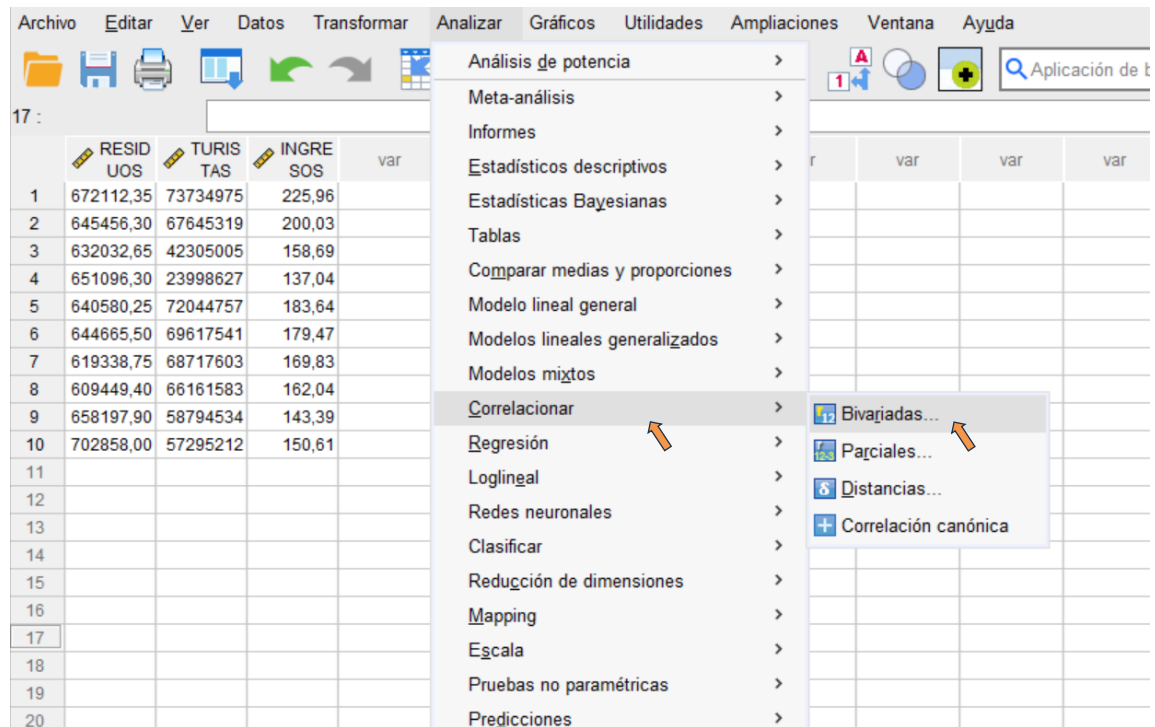 Archivo Editar Ver Datos Transformar Analizar Gráficos Utilidades Ampliaciones Ventana Ayuda
A
1
Aplicación de
17 :
RESID
UOS
TURIS
TAS
INGRE
SOS
var
var
var
var
1 672112,35 73734975 225,96
2 645456,30 67645319 200,03
3 632032,65 42305005 158,69
4 651096,30 23998627 137,04
5 640580,25 72044757 183,64
6 644665,50 69617541 179,47
7 619338,75 68717603 169,83
8 609449,40 66161583 162,04
9 658197,90 58794534 143,39
10 702858,00 57295212 150,61
11
12
13
14
15
16
17
18
19
20
Análisis de potencia
Meta-análisis
Informes
Estadísticos descriptivos
Estadísticas Bayesianas
Tablas
Comparar medias y proporciones
Modelo lineal general
Modelos lineales generalizados
Modelos mixtos
Correlacionar
Regresión
Loglineal
Redes neuronales
Clasificar
Reducción de dimensiones
Mapping
Escala
Pruebas no paramétricas
Predicciones
Bivariadas...
Parciales...
Distancias...
Correlación canónica